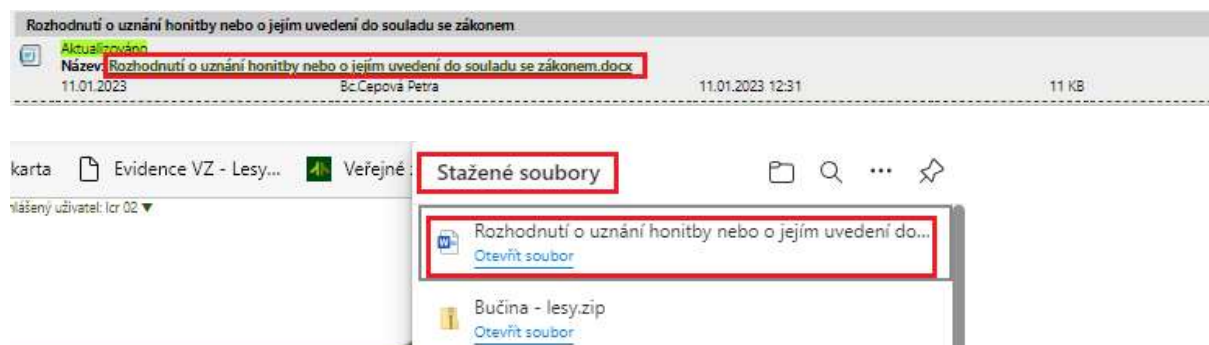 Rozhodnutí o uznání honitby nebo o jejím uvedení do souladu se zákonem
Aktualizováno
Název: Rozhodnutí o uznání honitby nebo o jejím uvedení do souladu se zákonem.docx
11.01.2023 Bc.Cepová Petra 11.01.2023 12:31 11 KB
karta Evidence VZ - Lesy... Veřejné Stažené soubory
hlášený uživatel: lcr 02 ▼
Rozhodnutí o uznání honitby nebo o jejím uvedení do...
Otevřít soubor
Bučina - lesy.zip
Otevřít soubor